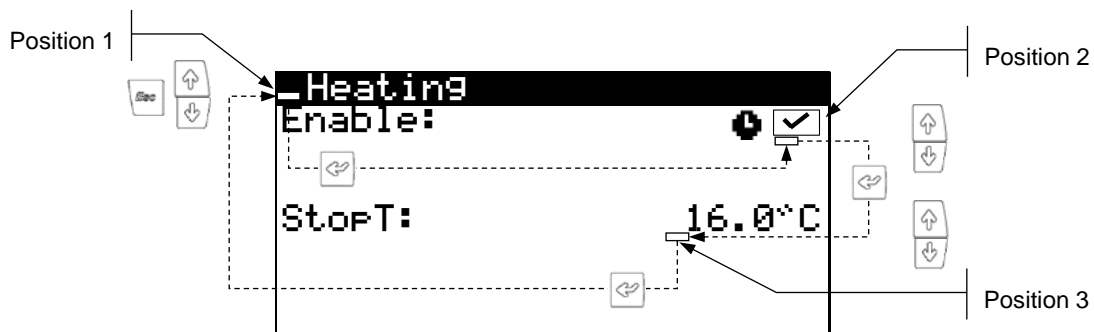 Position 1
Position 2
Esc
Heating
Enable:
StopT: 16.0°C
Position 3